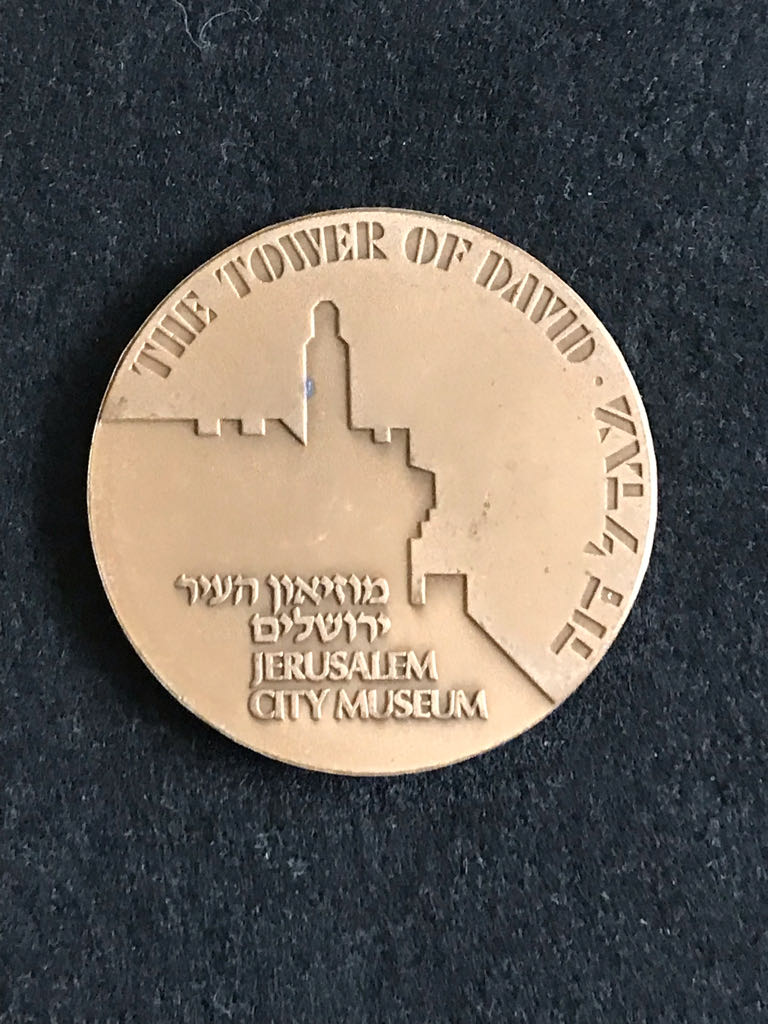 THE TOWER OF DAVID · מגדל דוד
מוזיאון העיר
ירושלים
JERUSALEM
CITY MUSEUM